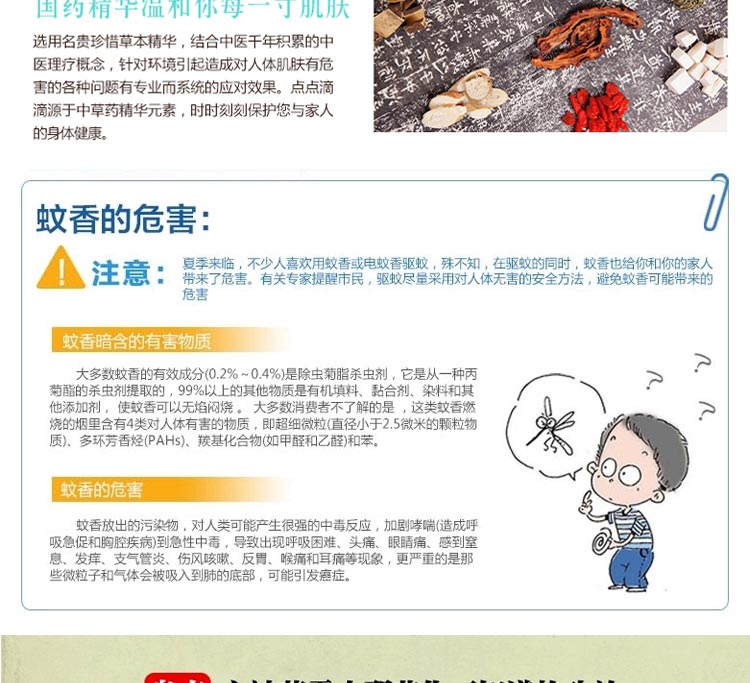 国药精华温和你每一寸肌肤
选用名贵珍惜草本精华，结合中医千年积累的中
医理疗概念，针对环境引起造成对人体肌肤有危
害的各种问题有专业而系统的应对效果。点点滴
滴源于中草药精华元素，时时刻刻保护您与家人
的身体健康。
蚊香的危害：
注意：
夏季来临，不少人喜欢用蚊香或电蚊香驱蚊，殊不知，在驱蚊的同时，蚊香也给你和你的家人
带来了危害。有关专家提醒市民，驱蚊尽量采用对人体无害的安全方法，避免蚊香可能带来的
危害
蚊香暗含的有害物质
大多数蚊香的有效成分(0.2%～0.4%)是除虫菊脂杀虫剂，它是从一种丙
菊酯的杀虫剂提取的，99%以上的其他物质是有机填料、黏合剂、染料和其
他添加剂， 使蚊香可以无焰闷烧 。 大多数消费者不了解的是 ，这类蚊香燃
烧的烟里含有4类对人体有害的物质，即超细微粒(直径小于2.5微米的颗粒物
质)、多环芳香烃(PAHs)、羰基化合物(如甲醛和乙醛)和苯。
蚊香的危害
蚊香放出的污染物，对人类可能产生很强的中毒反应，加剧哮喘(造成呼
吸急促和胸腔疾病)到急性中毒，导致出现呼吸困难、头痛、眼睛痛、感到窒
息、发痒、支气管炎、伤风咳嗽、反胃、喉痛和耳痛等现象，更严重的是那
些微粒子和气体会被吸入到肺的底部，可能引发癌症。